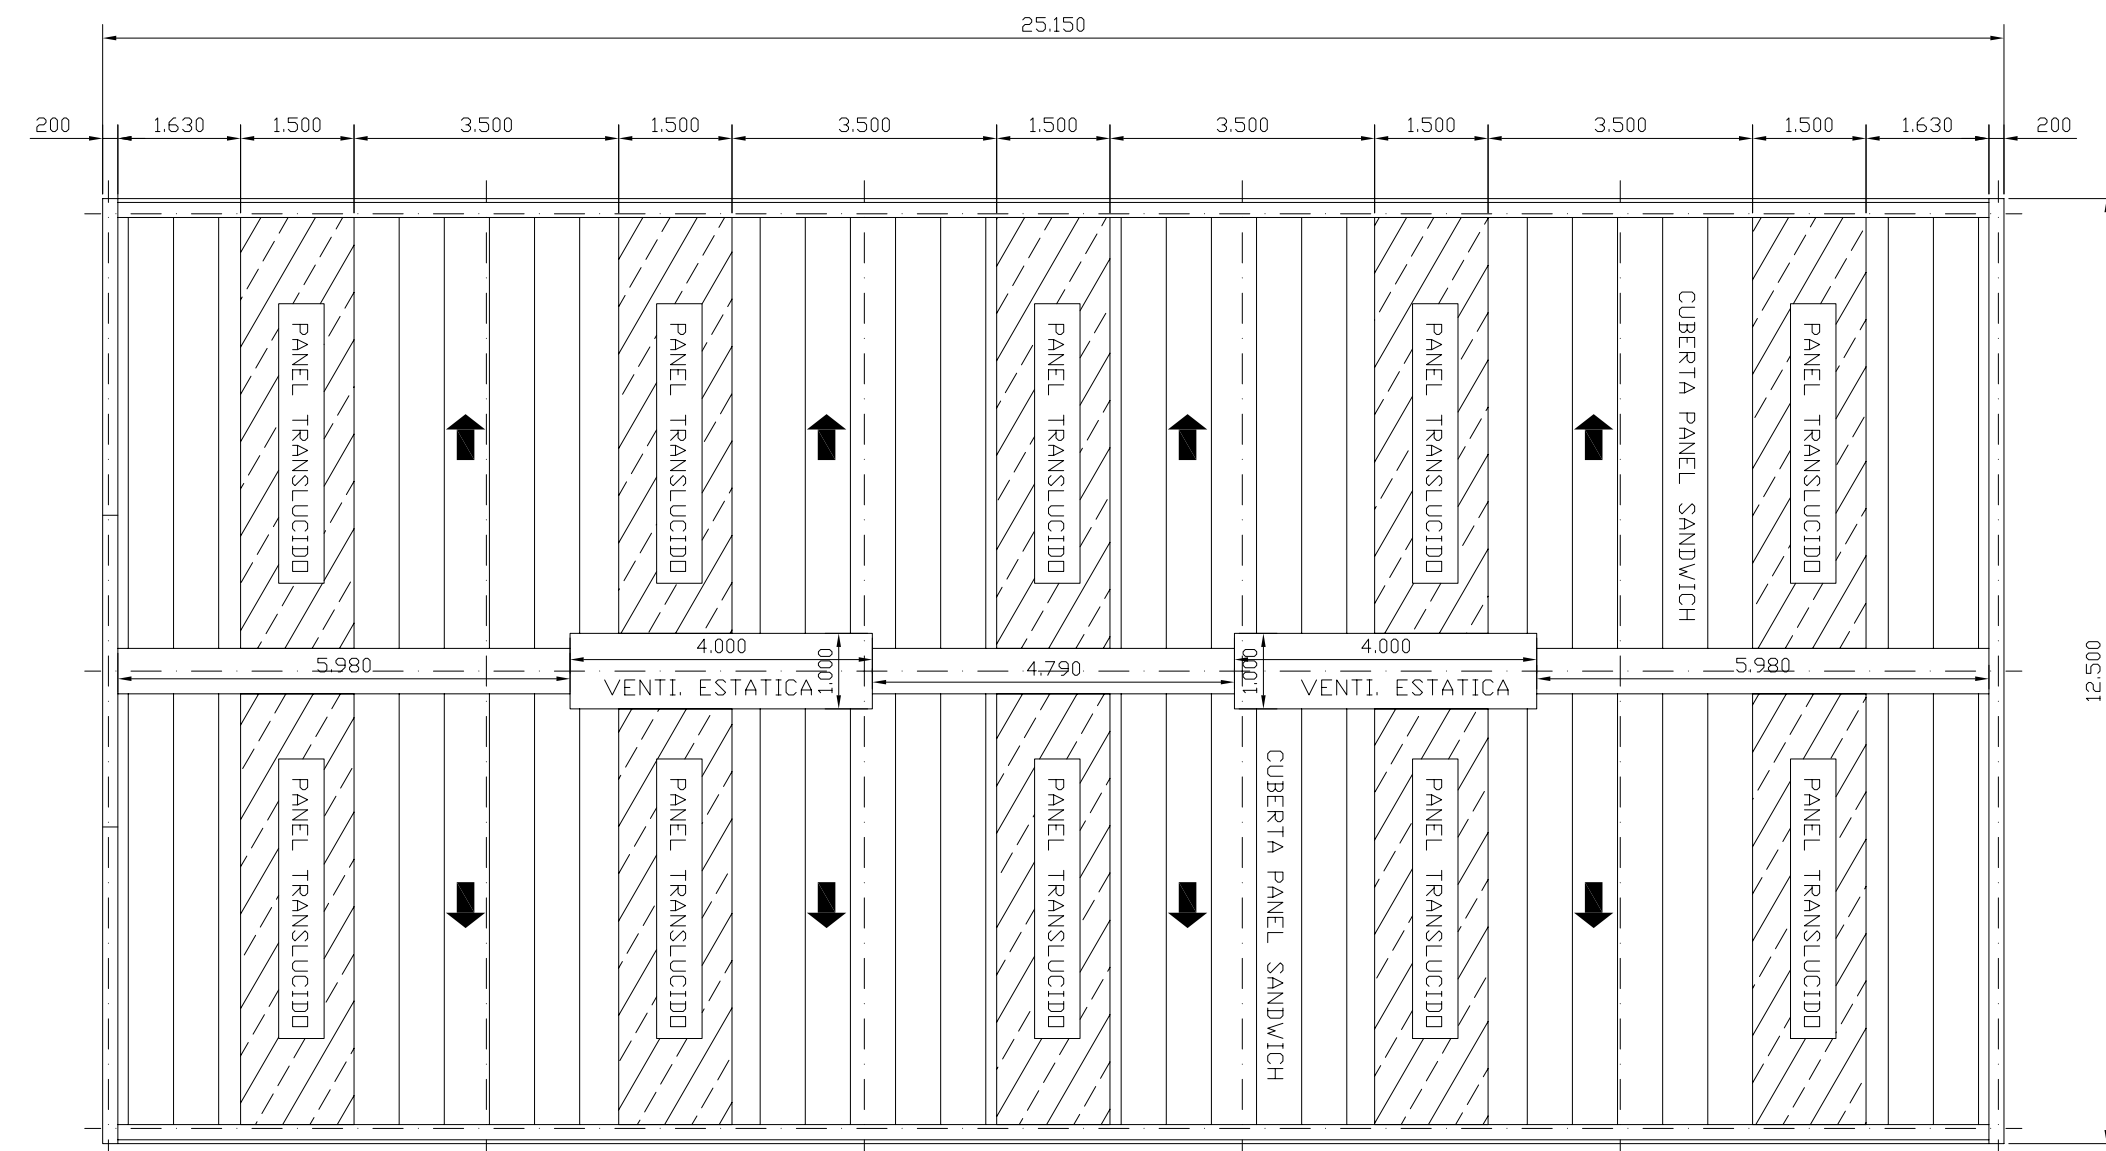 25.150
200 1.630 1.500 3.500 1.500 3.500 1.500 3.500 1.500 3.500 1.500 1.630 200
PANEL TRANSLUCIDO
PANEL TRANSLUCIDO
PANEL TRANSLUCIDO
PANEL TRANSLUCIDO
CUBERTA PANEL SANDWICH
PANEL TRANSLUCIDO
5.980
4.000
1.000
VENTI. ESTATICA
4.790
1.000
4.000
VENTI. ESTATICA
5.980
12.500
PANEL TRANSLUCIDO
PANEL TRANSLUCIDO
PANEL TRANSLUCIDO
CUBERTA PANEL SANDWICH
PANEL TRANSLUCIDO
PANEL TRANSLUCIDO